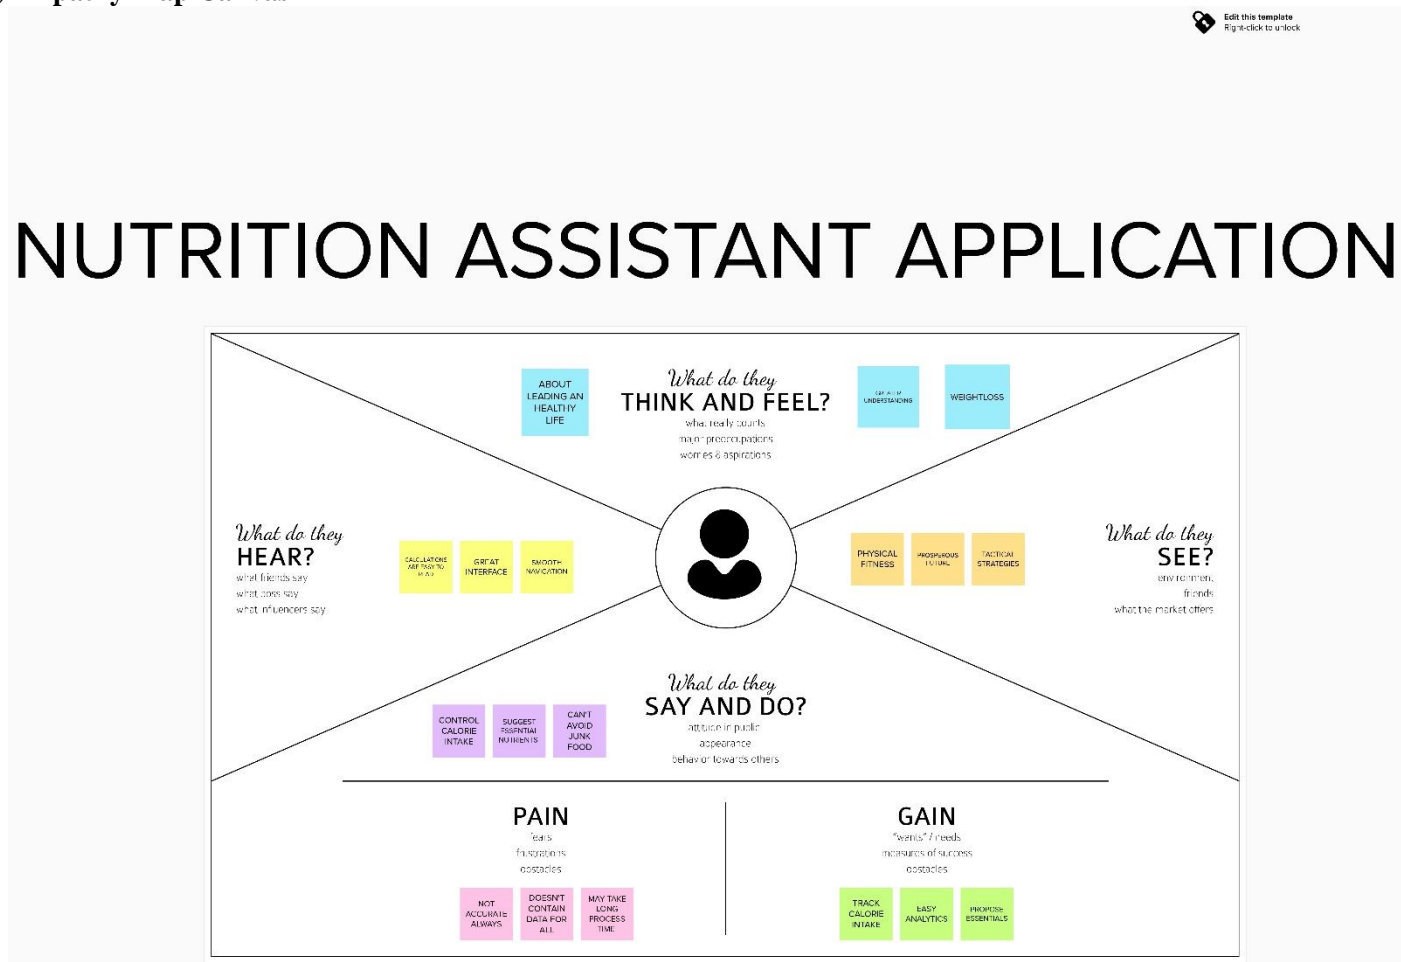 Edit this template
Right-click to unlock
NUTRITION ASSISTANT APPLICATION
ABOUT
LEADING AN
HEALTHY
LIFE
What do they
THINK AND FEEL?
what really counts
major preoccupations
worries & aspirations
UNDERSTANDING
WEIGHTLOSS
What do they
HEAR?
what friends say
what boss say
what influencers say
CALCULATIONS
ARE EASY TO
READ
GREAT
INTERFACE
SMOOTH
NAVIGATION
PHYSICAL
FITNESS
PROSPEROUS
FUTURE
TACTICAL
STRATEGIES
What do they
SEE?
environment
friends
what the market offers
What do they
SAY AND DO?
attitude in public
appearance
behavior towards others
CONTROL
CALORIE
INTAKE
SUGGEST
ESSENTIAL
NUTRIENTS
CAN'T
AVOID
JUNK
FOOD
PAIN
fears
frustrations
obstacles
NOT
ACCURATE
ALWAYS
DOESN'T
CONTAIN
DATA FOR
ALL
MAY TAKE
LONG
PROCESS
TIME
GAIN
"wants" / needs
measures of success
obstacles
TRACK
CALORIE
INTAKE
EASY
ANALYTICS
PROPOSE
ESSENTIALS